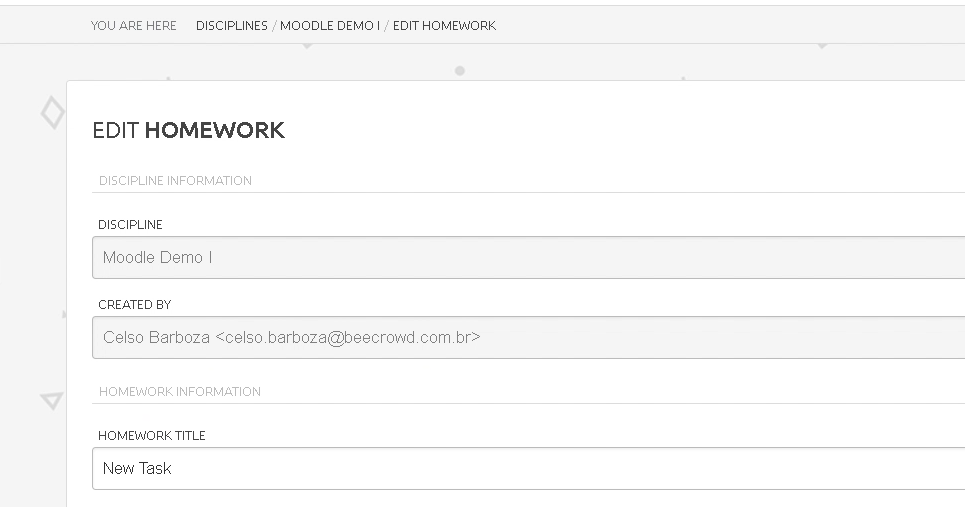 YOU ARE HERE DISCIPLINES / MOODLE DEMO I / EDIT HOMEWORK
EDIT HOMEWORK
DISCIPLINE INFORMATION
DISCIPLINE
Moodle Demo I
CREATED BY
Celso Barboza <celso.barboza@beecrowd.com.br>
HOMEWORK INFORMATION
HOMEWORK TITLE
New Task